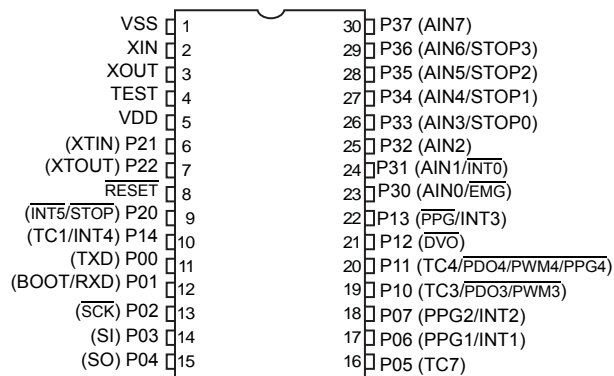 VSS 1
XIN 2
XOUT 3
TEST 4
VDD 5
(XTIN) P21 6
(XTOUT) P22 7
RESET 8
(INT5/STOP) P20 9
(TC1/INT4) P14 10
(TXD) P00 11
(BOOT/RXD) P01 12
(SCK) P02 13
(SI) P03 14
(SO) P04 15
30 P37 (AIN7)
29 P36 (AIN6/STOP3)
28 P35 (AIN5/STOP2)
27 P34 (AIN4/STOP1)
26 P33 (AIN3/STOP0)
25 P32 (AIN2)
24 P31 (AIN1/INT0)
23 P30 (AIN0/EMG)
22 P13 (PPG/INT3)
21 P12 (DVO)
20 P11 (TC4/PDO4/PWM4/PPG4)
19 P10 (TC3/PDO3/PWM3)
18 P07 (PPG2/INT2)
17 P06 (PPG1/INT1)
16 P05 (TC7)